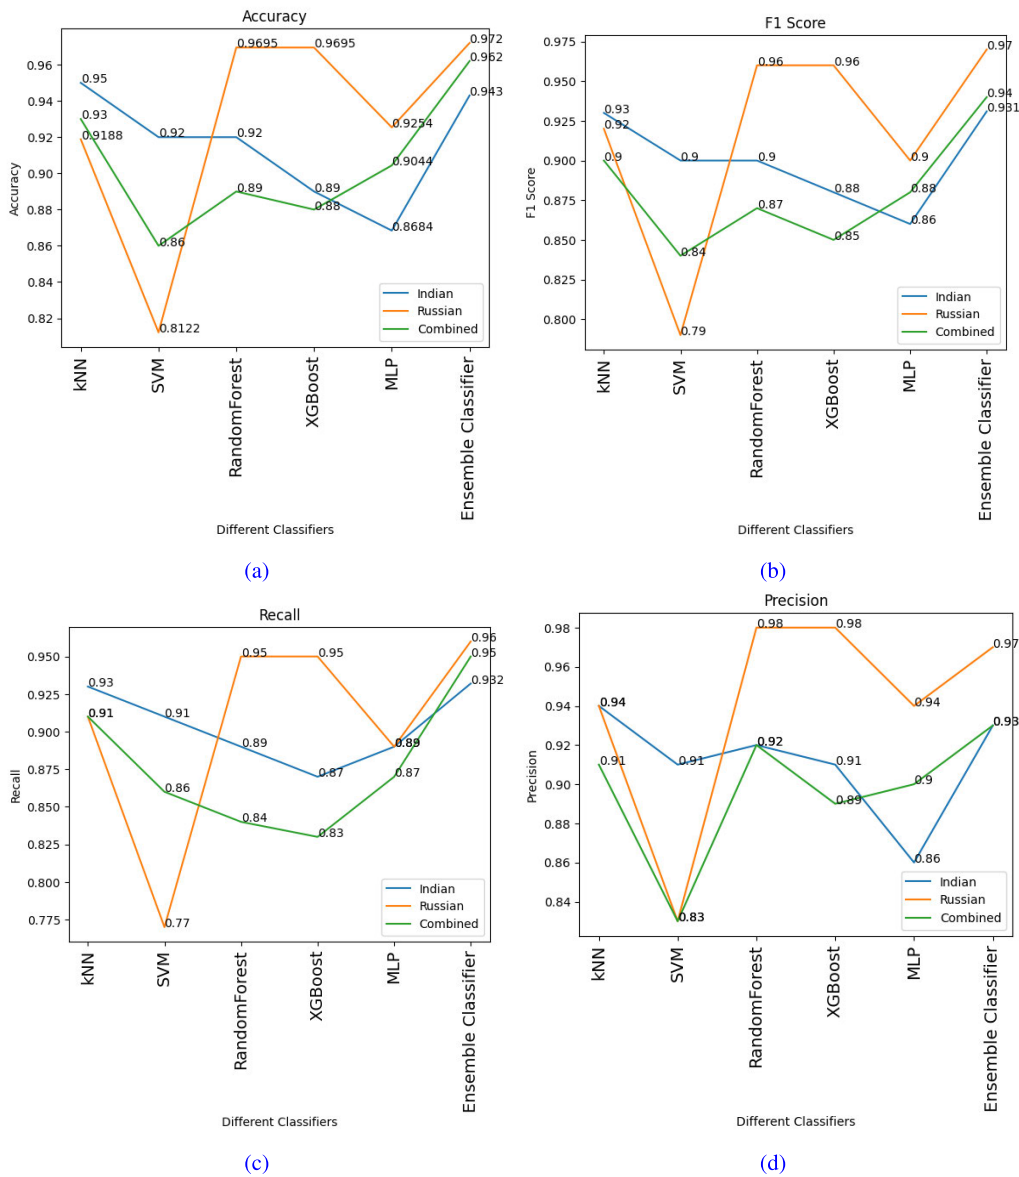 Accuracy
0.96
0.94
0.92
0.90
0.88
0.86
0.84
0.82
Accuracy
0.95
0.93
0.9188
0.92
0.86
0.8122
0.9695
0.92
0.89
0.9695
0.89
0.88
0.9254
0.9044
0.8684
0.972
0.962
0.943
Indian
Russian
Combined
kNN
SVM
RandomForest
XGBoost
MLP
Ensemble Classifier
Different Classifiers
(a)
F1 Score
0.975
0.950
0.925
0.900
0.875
0.850
0.825
0.800
F1 Score
0.93
0.92
0.9
0.9
0.84
0.79
0.96
0.9
0.87
0.96
0.88
0.85
0.9
0.88
0.86
0.97
0.94
0.931
Indian
Russian
Combined
kNN
SVM
RandomForest
XGBoost
MLP
Ensemble Classifier
Different Classifiers
(b)
Recall
0.950
0.925
0.900
0.875
0.850
0.825
0.800
0.775
Recall
0.93
0.91
0.91
0.86
0.77
0.95
0.89
0.84
0.95
0.87
0.83
0.89
0.87
0.96
0.95
0.932
Indian
Russian
Combined
kNN
SVM
RandomForest
XGBoost
MLP
Ensemble Classifier
Different Classifiers
(c)
Precision
0.98
0.96
0.94
0.92
0.90
0.88
0.86
0.84
Precision
0.94
0.91
0.91
0.83
0.98
0.92
0.98
0.91
0.89
0.94
0.9
0.86
0.97
0.93
Indian
Russian
Combined
kNN
SVM
RandomForest
XGBoost
MLP
Ensemble Classifier
Different Classifiers
(d)